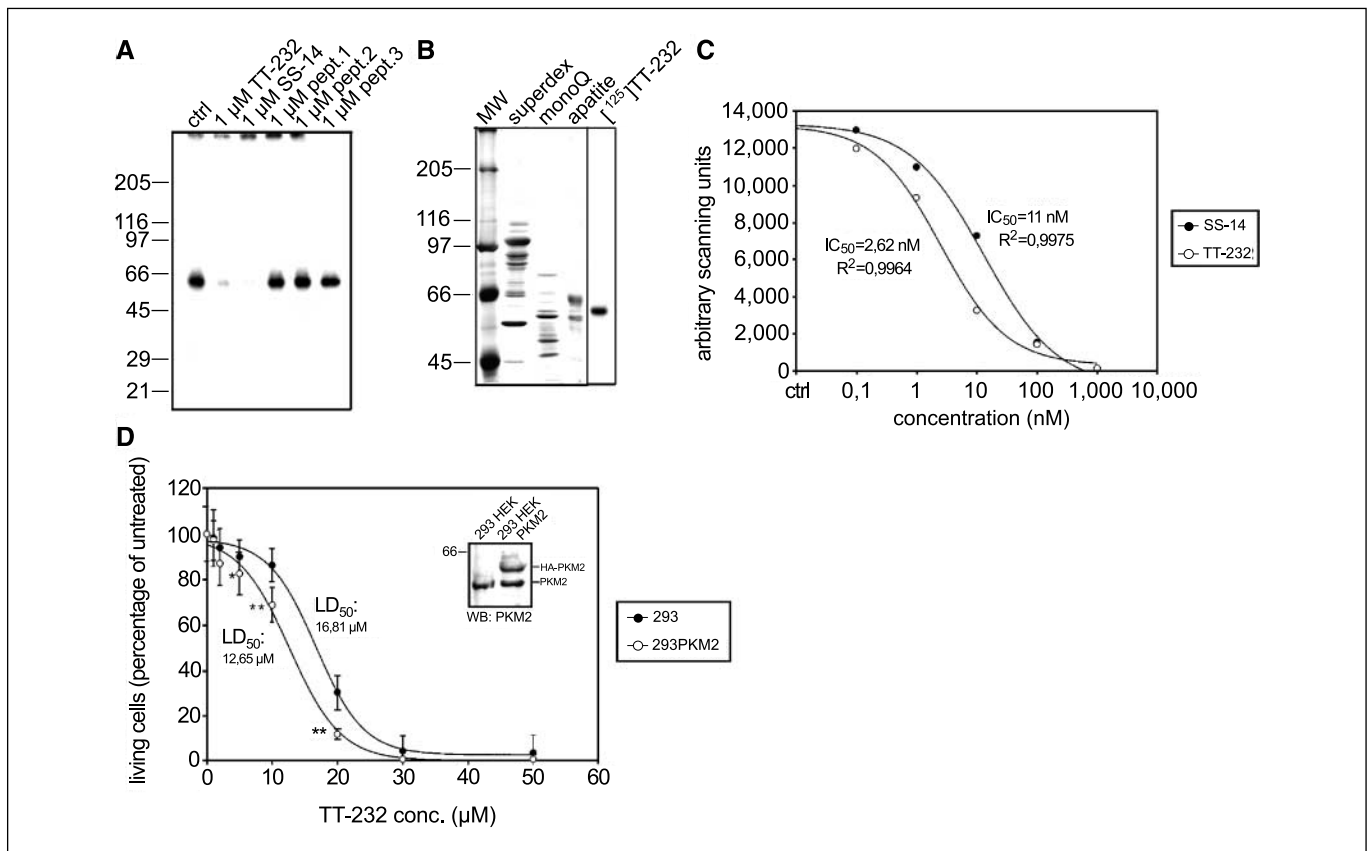 A
ctrl
1 µM TT-232
1 µM SS-14
1 µM pept.1
1 µM pept.2
1 µM pept.3
205
116
97
66
45
29
21
B
MW
superdex
monoQ
apatite
[125]TT-232
205
116
97
66
45
C
arbitrary scanning units
14,000
12,000
10,000
8,000
6,000
4,000
2,000
0
IC50=11 nM
R2=0,9975
IC50=2,62 nM
R2=0,9964
SS-14
TT-232
ctrl 0,1 1 10 100 1,000 10,000
concentration (nM)
D
living cells (percentage of untreated)
120
100
80
60
40
20
0
*
**
**
LD50:
16,81 µM
LD50:
12,65 µM
293 HEK
293 HEK
PKM2
66
HA-PKM2
PKM2
WB: PKM2
293
293PKM2
0 10 20 30 40 50 60
TT-232 conc. (µM)